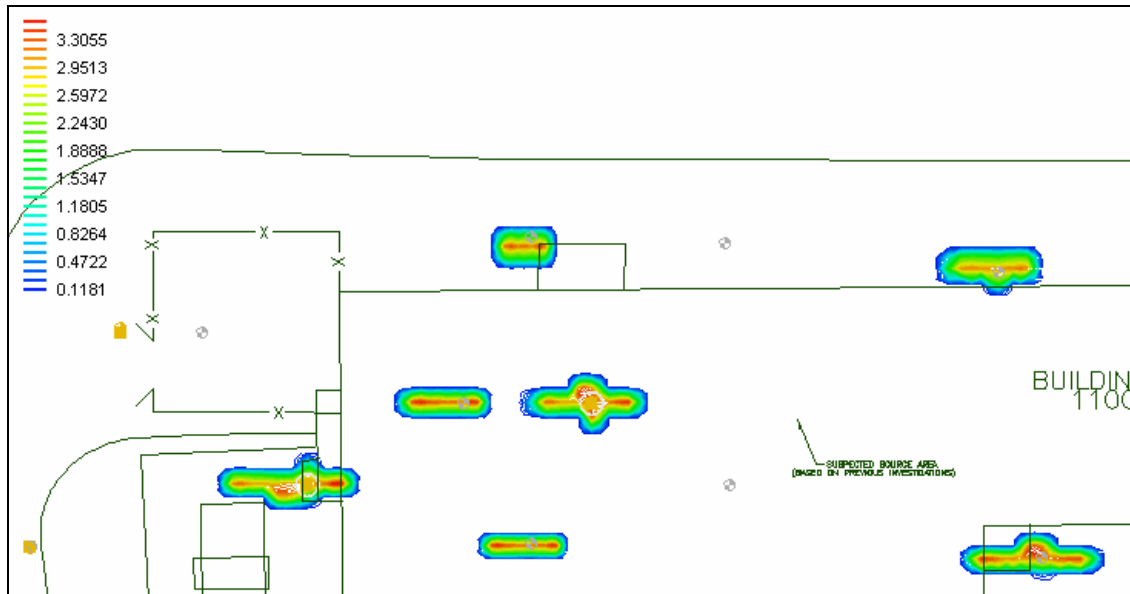 3.3055
2.9513
2.5972
2.2430
1.8888
1.5347
1.1805
0.8264
0.4722
0.1181
X
X
X
X
X
BUILDIN
1100
SUSPECTED SOURCE AREA
(BASED ON PREVIOUS INVESTIGATIONS)